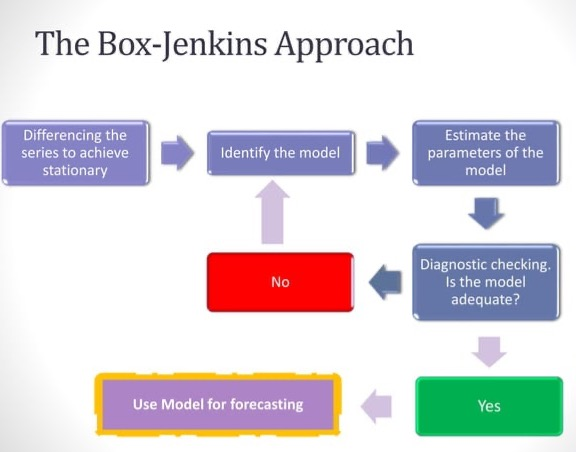 The Box-Jenkins Approach
Differencing the
series to achieve
stationary
Identify the model
Estimate the
parameters of the
model
Diagnostic checking.
Is the model
adequate?
No
Yes
Use Model for forecasting